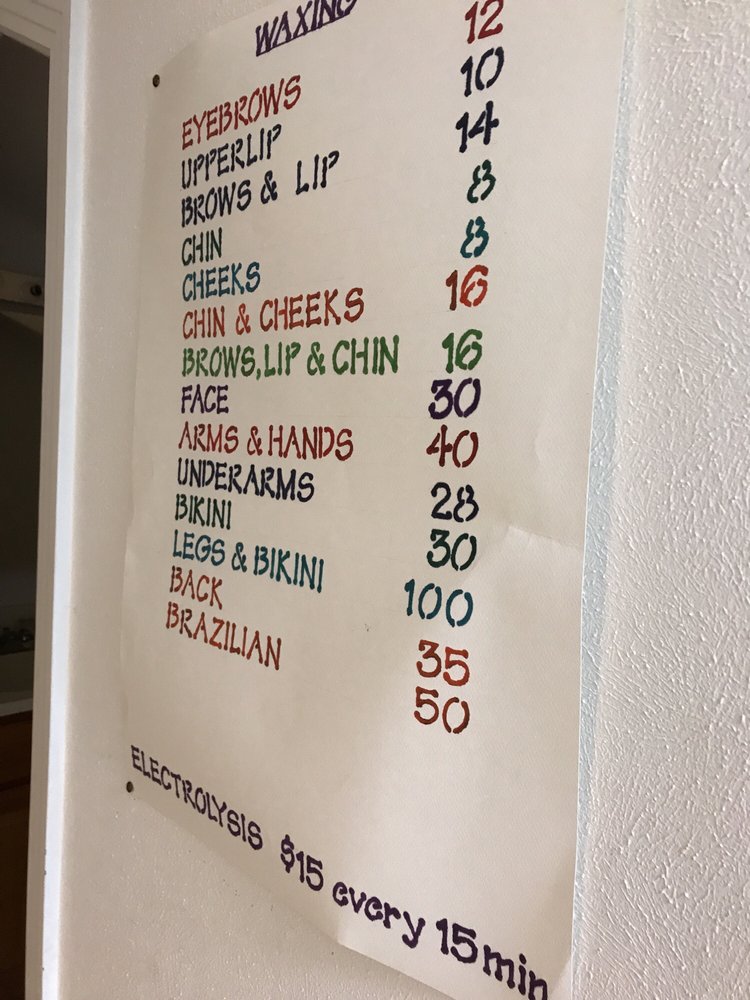 WAXING
EYEBROWS 12
UPPERLIP 10
BROWS & LIP 14
CHIN 8
CHEEKS 8
CHIN & CHEEKS 16
BROWS, LIP & CHIN 16
FACE 30
ARMS & HANDS 40
UNDERARMS 28
BIKINI 30
LEGS & BIKINI 100
BACK 35
BRAZILIAN 50
ELECTROLYSIS $15 every 15 min